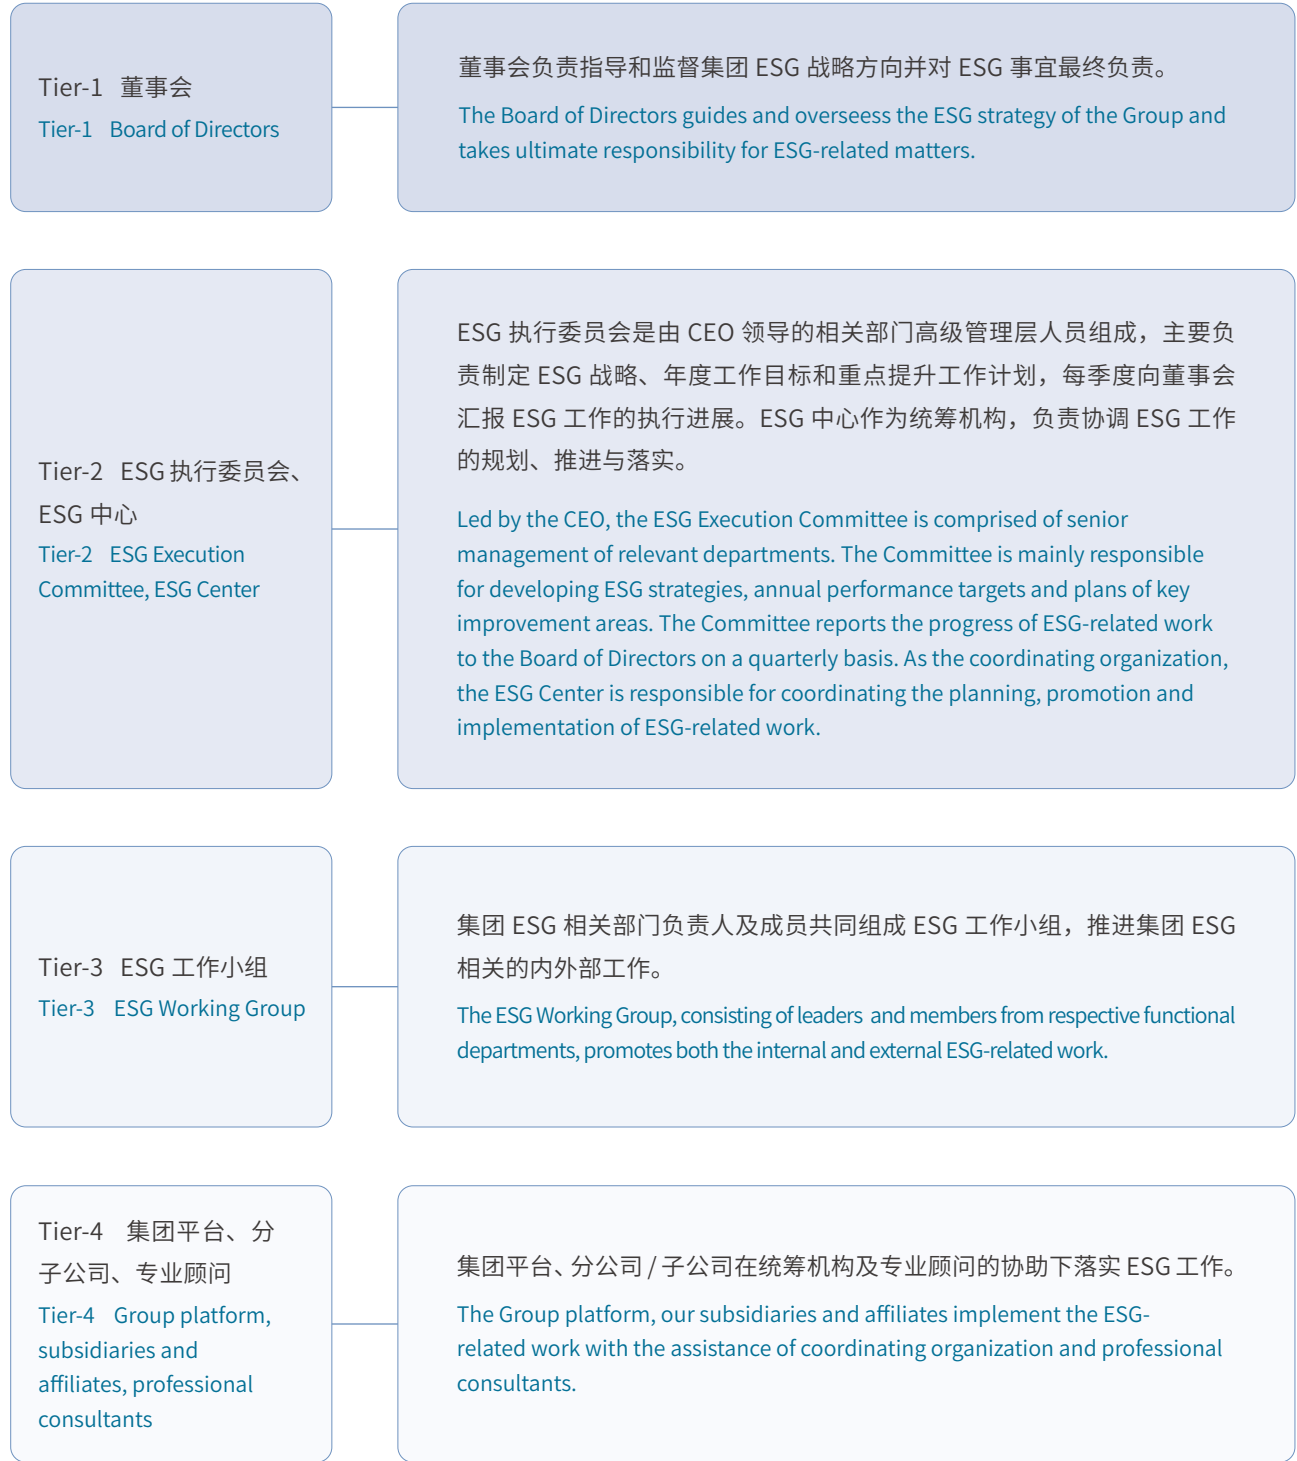 Tier-1 董事会
Tier-1 Board of Directors
董事会负责指导和监督集团 ESG 战略方向并对 ESG 事宜最终负责。
The Board of Directors guides and overseess the ESG strategy of the Group and
takes ultimate responsibility for ESG-related matters.
Tier-2 ESG 执行委员会、
ESG 中心
Tier-2 ESG Execution
Committee, ESG Center
ESG 执行委员会是由 CEO 领导的相关部门高级管理层人员组成，主要负
责制定 ESG 战略、年度工作目标和重点提升工作计划，每季度向董事会
汇报 ESG 工作的执行进展。ESG 中心作为统筹机构，负责协调 ESG 工作
的规划、推进与落实。
Led by the CEO, the ESG Execution Committee is comprised of senior
management of relevant departments. The Committee is mainly responsible
for developing ESG strategies, annual performance targets and plans of key
improvement areas. The Committee reports the progress of ESG-related work
to the Board of Directors on a quarterly basis. As the coordinating organization,
the ESG Center is responsible for coordinating the planning, promotion and
implementation of ESG-related work.
Tier-3 ESG 工作小组
Tier-3 ESG Working Group
集团 ESG 相关部门负责人及成员共同组成 ESG 工作小组，推进集团 ESG
相关的内外部工作。
The ESG Working Group, consisting of leaders and members from respective functional
departments, promotes both the internal and external ESG-related work.
Tier-4 集团平台、分
子公司、专业顾问
Tier-4 Group platform,
subsidiaries and
affiliates, professional
consultants
集团平台、分公司 / 子公司在统筹机构及专业顾问的协助下落实 ESG 工作。
The Group platform, our subsidiaries and affiliates implement the ESG-
related work with the assistance of coordinating organization and professional
consultants.